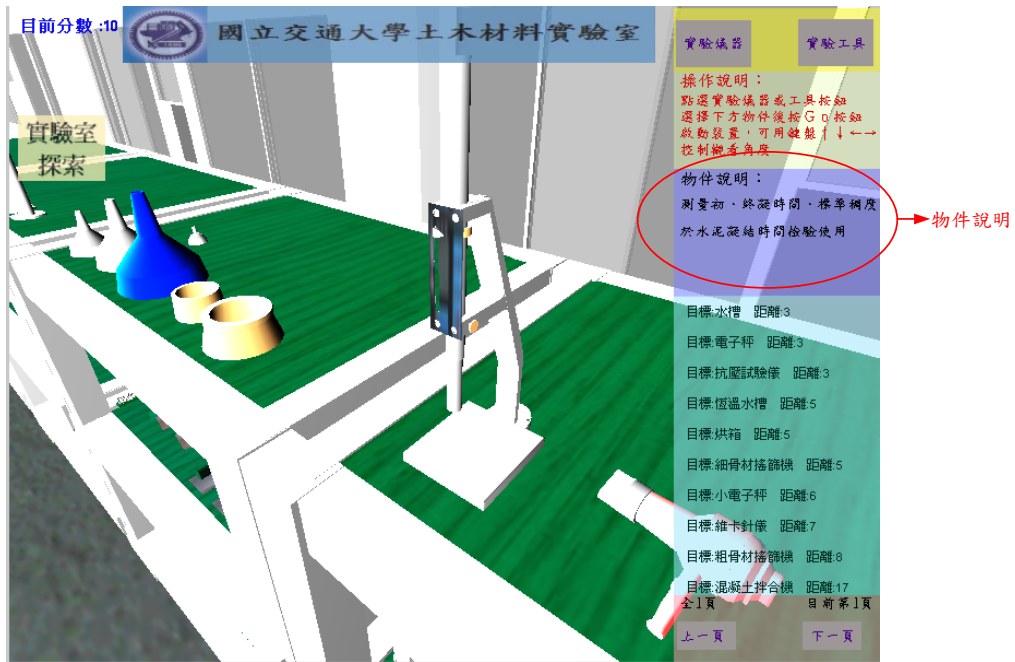 目前分數 :10
國立交通大學土木材料實驗室
實驗儀器
實驗工具
實驗室
探索
操作說明：
點選實驗儀器或工具按鈕
選擇下方物件後按Go按鈕
啟動裝置，可用鍵盤↑↓←→
控制觀看角度
物件說明：
測量初、終凝時間、標準稠度
於水泥凝結時間檢驗使用
物件說明
目標:水槽 距離:3
目標:電子秤 距離:3
目標:抗壓試驗儀 距離:3
目標:恆溫水槽 距離:5
目標:烘箱 距離:5
目標:細骨材搖篩機 距離:5
目標:小電子秤 距離:6
目標:維卡針儀 距離:7
目標:粗骨材搖篩機 距離:8
目標:混凝土拌合機 距離:17
全1頁
目前第1頁
上一頁
下一頁